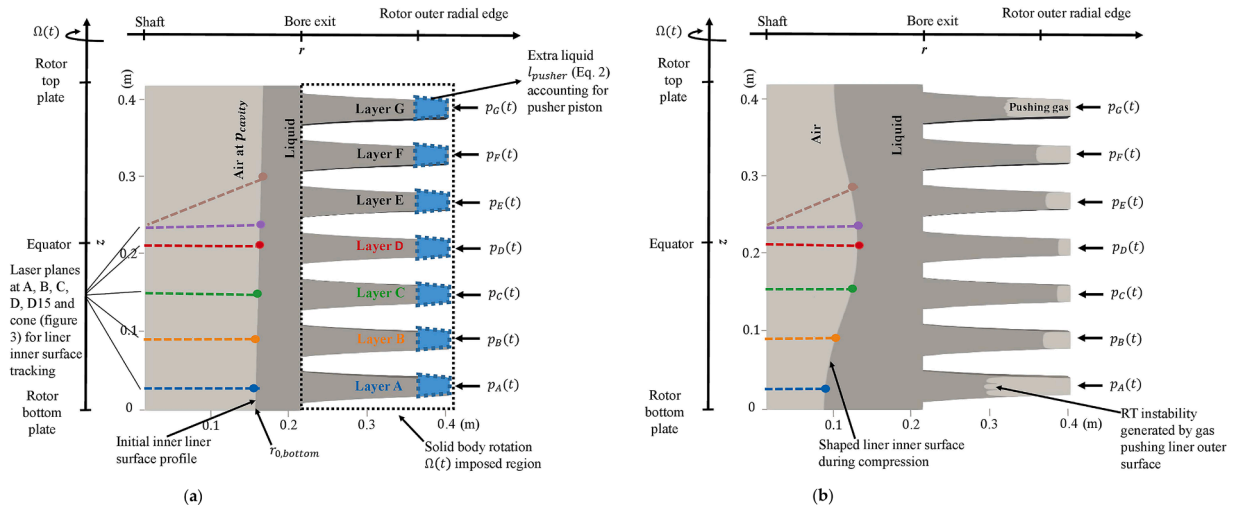 Shaft
Bore exit
Rotor outer radial edge
Ω(t)
r
Rotor
top
plate
(m)
0.4
0.3
0.2
0.1
0
Equator
z
Laser planes
at A, B, C,
D, D15 and
cone (figure
3) for liner
inner surface
tracking
Rotor
bottom
plate
Air at p_cavity
Liquid
Layer G
Layer F
Layer E
Layer D
Layer C
Layer B
Layer A
Extra liquid
l_pusher (Eq. 2)
accounting for
pusher piston
p_G(t)
p_F(t)
p_E(t)
p_D(t)
p_C(t)
p_B(t)
p_A(t)
0.1
0.2
0.3
0.4 (m)
Initial inner liner
surface profile
r_0,bottom
Solid body rotation
Ω(t) imposed region
(a)
Shaft
Bore exit
Rotor outer radial edge
Ω(t)
r
Rotor
top
plate
(m)
0.4
0.3
0.2
0.1
0
Equator
z
Rotor
bottom
plate
Air
Liquid
Pushing gas
p_G(t)
p_F(t)
p_E(t)
p_D(t)
p_C(t)
p_B(t)
p_A(t)
0.1
0.2
0.3
0.4 (m)
Shaped liner inner surface
during compression
RT instability
generated by gas
pushing liner outer
surface
(b)